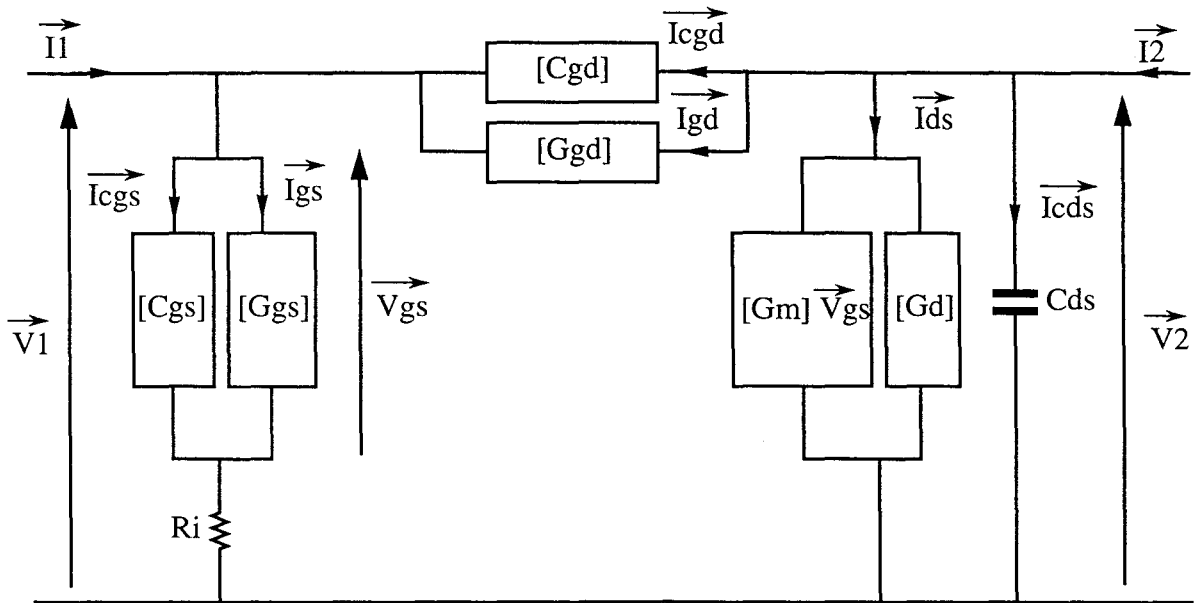 I1
Icgd
I2
[Cgd]
Igd
Ids
[Ggd]
Icgs
Igs
Icds
[Cgs]
[Ggs]
Vgs
[Gm] Vgs
[Gd]
Cds
V1
V2
Ri